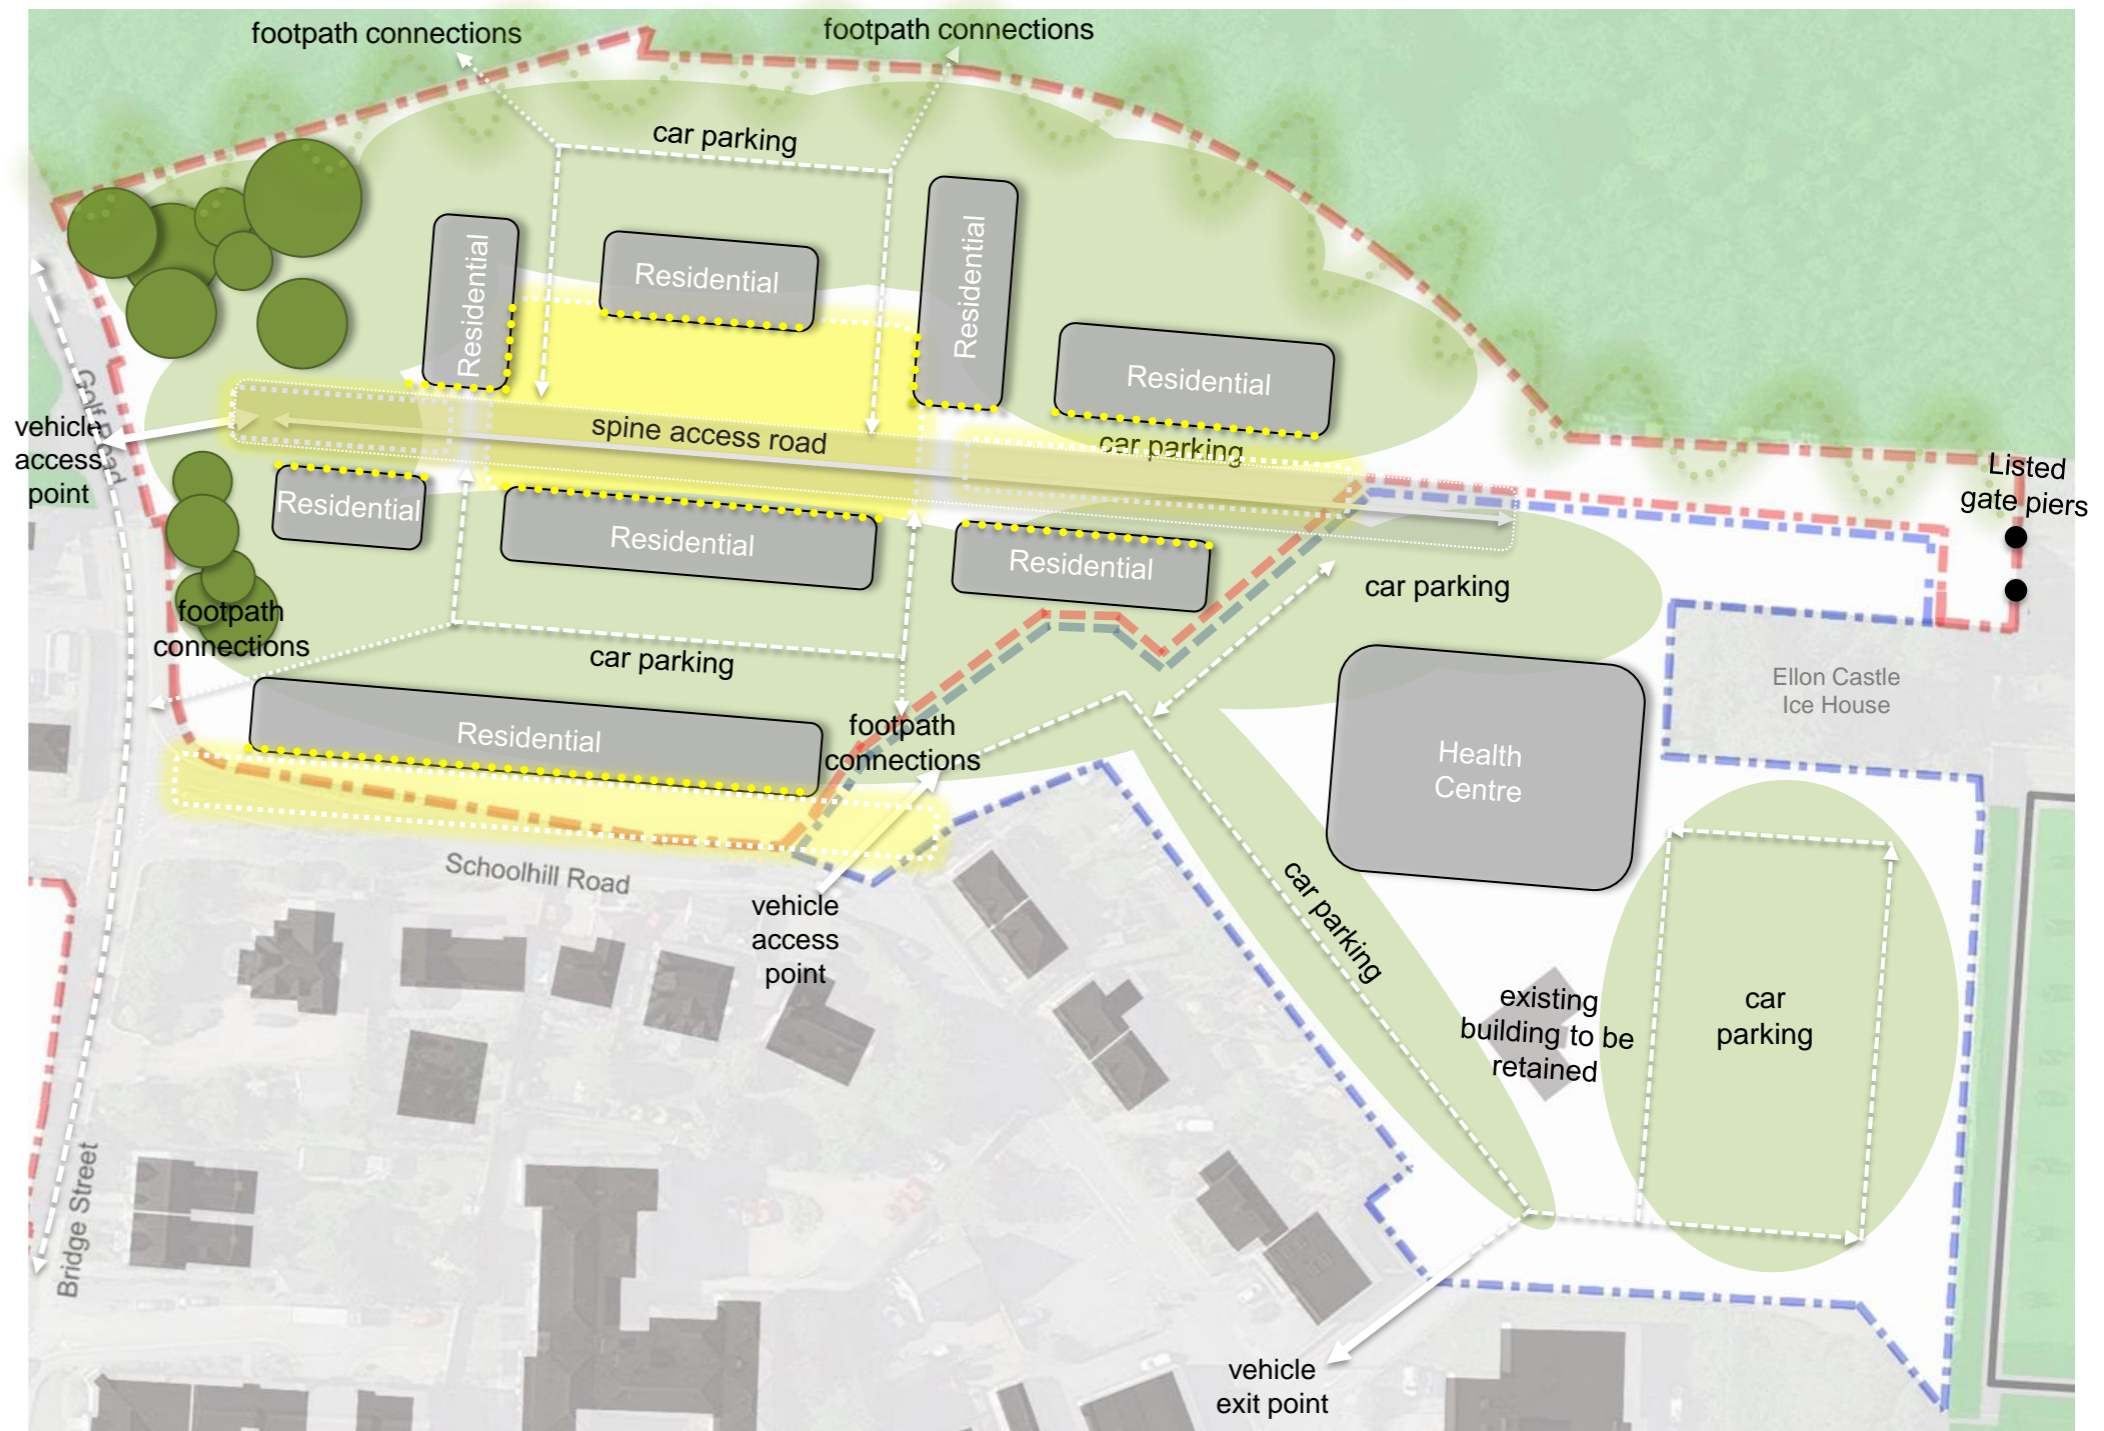 footpath connections
footpath connections
car parking
Residential
Residential
Residential
Residential
Golf Road
vehicle
access
point
spine access road
car parking
Listed
gate piers
Residential
Residential
Residential
car parking
footpath
connections
car parking
Ellon Castle
Ice House
Residential
footpath
connections
Health
Centre
Schoolhill Road
vehicle
access
point
car parking
existing
building to be
retained
car
parking
Bridge Street
vehicle
exit point